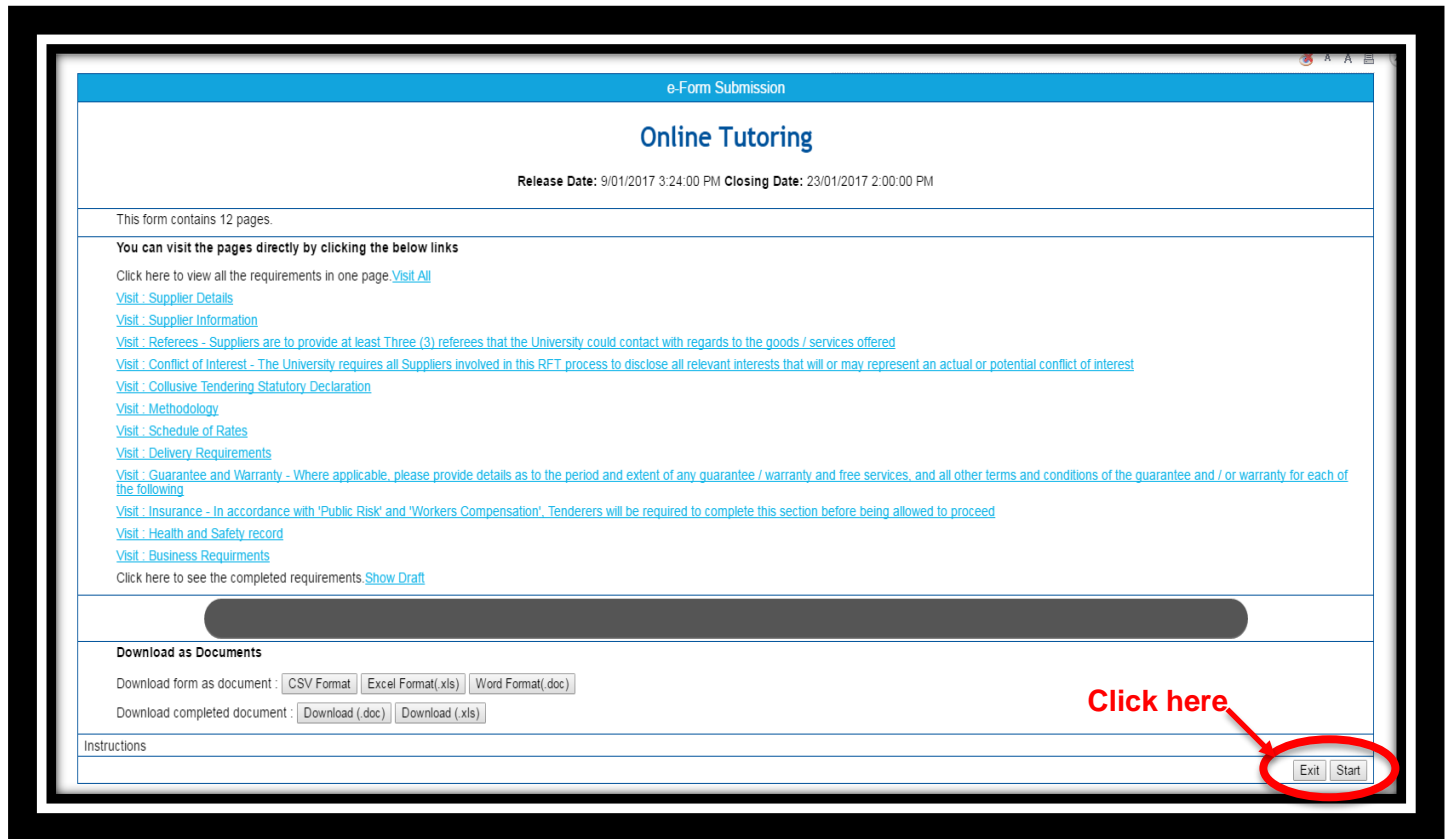 A A
e-Form Submission
Online Tutoring
Release Date: 9/01/2017 3:24:00 PM Closing Date: 23/01/2017 2:00:00 PM
This form contains 12 pages.
You can visit the pages directly by clicking the below links
Click here to view all the requirements in one page.Visit All
Visit : Supplier Details
Visit : Supplier Information
Visit : Referees - Suppliers are to provide at least Three (3) referees that the University could contact with regards to the goods / services offered
Visit : Conflict of Interest - The University requires all Suppliers involved in this RFT process to disclose all relevant interests that will or may represent an actual or potential conflict of interest
Visit : Collusive Tendering Statutory Declaration
Visit : Methodology
Visit : Schedule of Rates
Visit : Delivery Requirements
Visit : Guarantee and Warranty - Where applicable, please provide details as to the period and extent of any guarantee / warranty and free services, and all other terms and conditions of the guarantee and / or warranty for each of
the following
Visit : Insurance - In accordance with 'Public Risk' and 'Workers Compensation', Tenderers will be required to complete this section before being allowed to proceed
Visit : Health and Safety record
Visit : Business Requirments
Click here to see the completed requirements.Show Draft
Download as Documents
Download form as document : CSV Format Excel Format(.xls) Word Format(.doc)
Download completed document : Download (.doc) Download (.xls)
Click here
Instructions
Exit Start